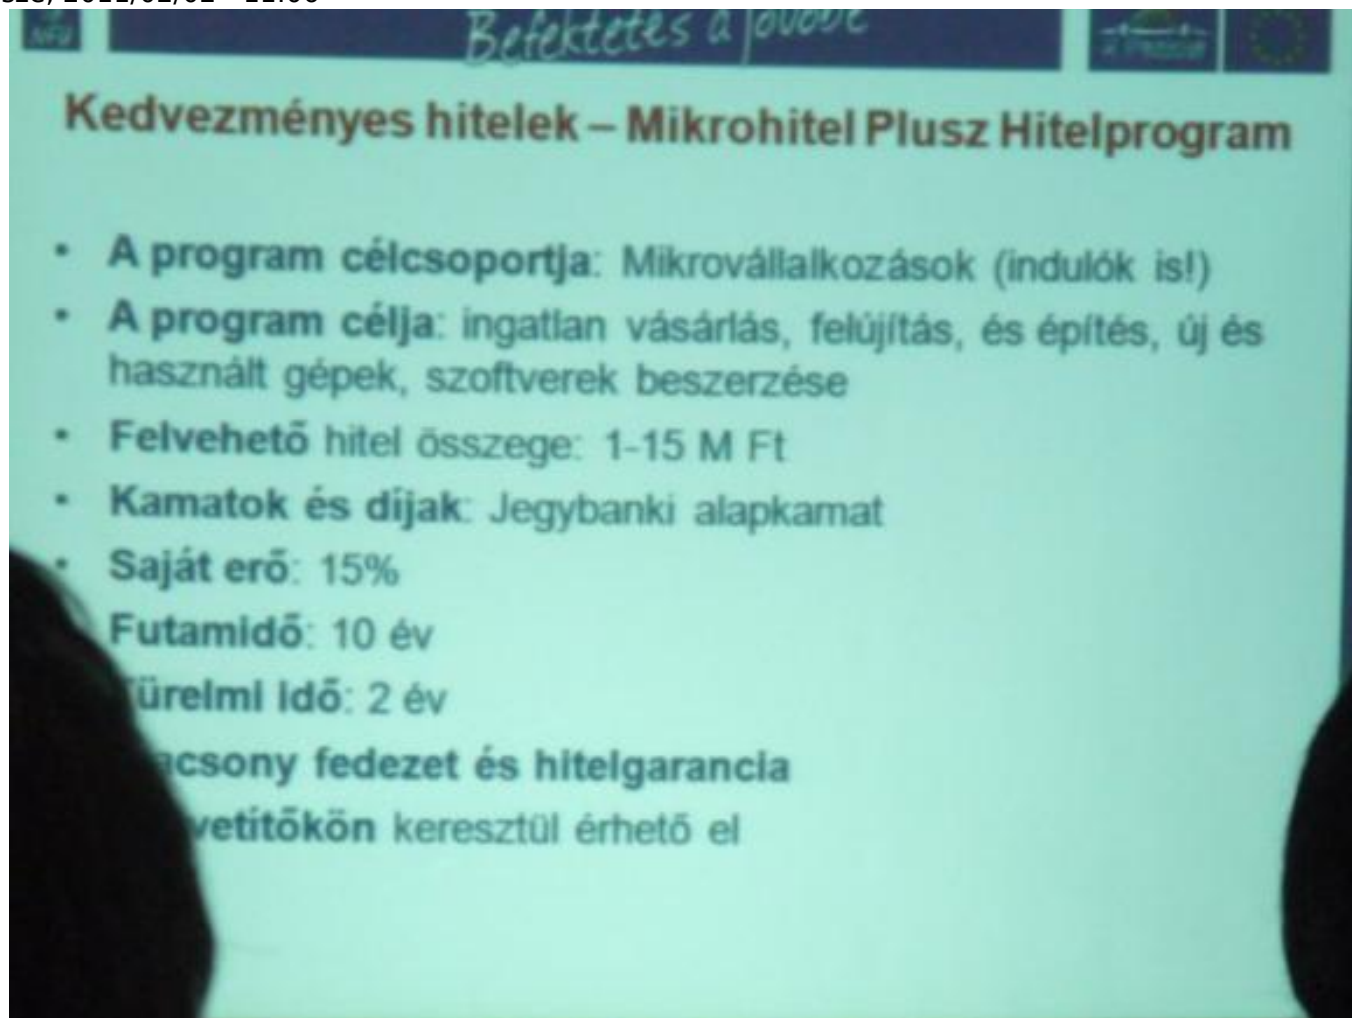 Befektetés a jövőbe
Kedvezményes hitelek – Mikrohitel Plusz Hitelprogram
• A program célcsoportja: Mikrovállalkozások (indulók is!)
• A program célja: ingatlan vásárlás, felújítás, és építés, új és
használt gépek, szoftverek beszerzése
• Felvehető hitel összege: 1-15 M Ft
• Kamatok és díjak: Jegybanki alapkamat
• Saját erő: 15%
Futamidő: 10 év
ürelmi idő: 2 év
acsony fedezet és hitelgarancia
vetítőkön keresztül érhető el